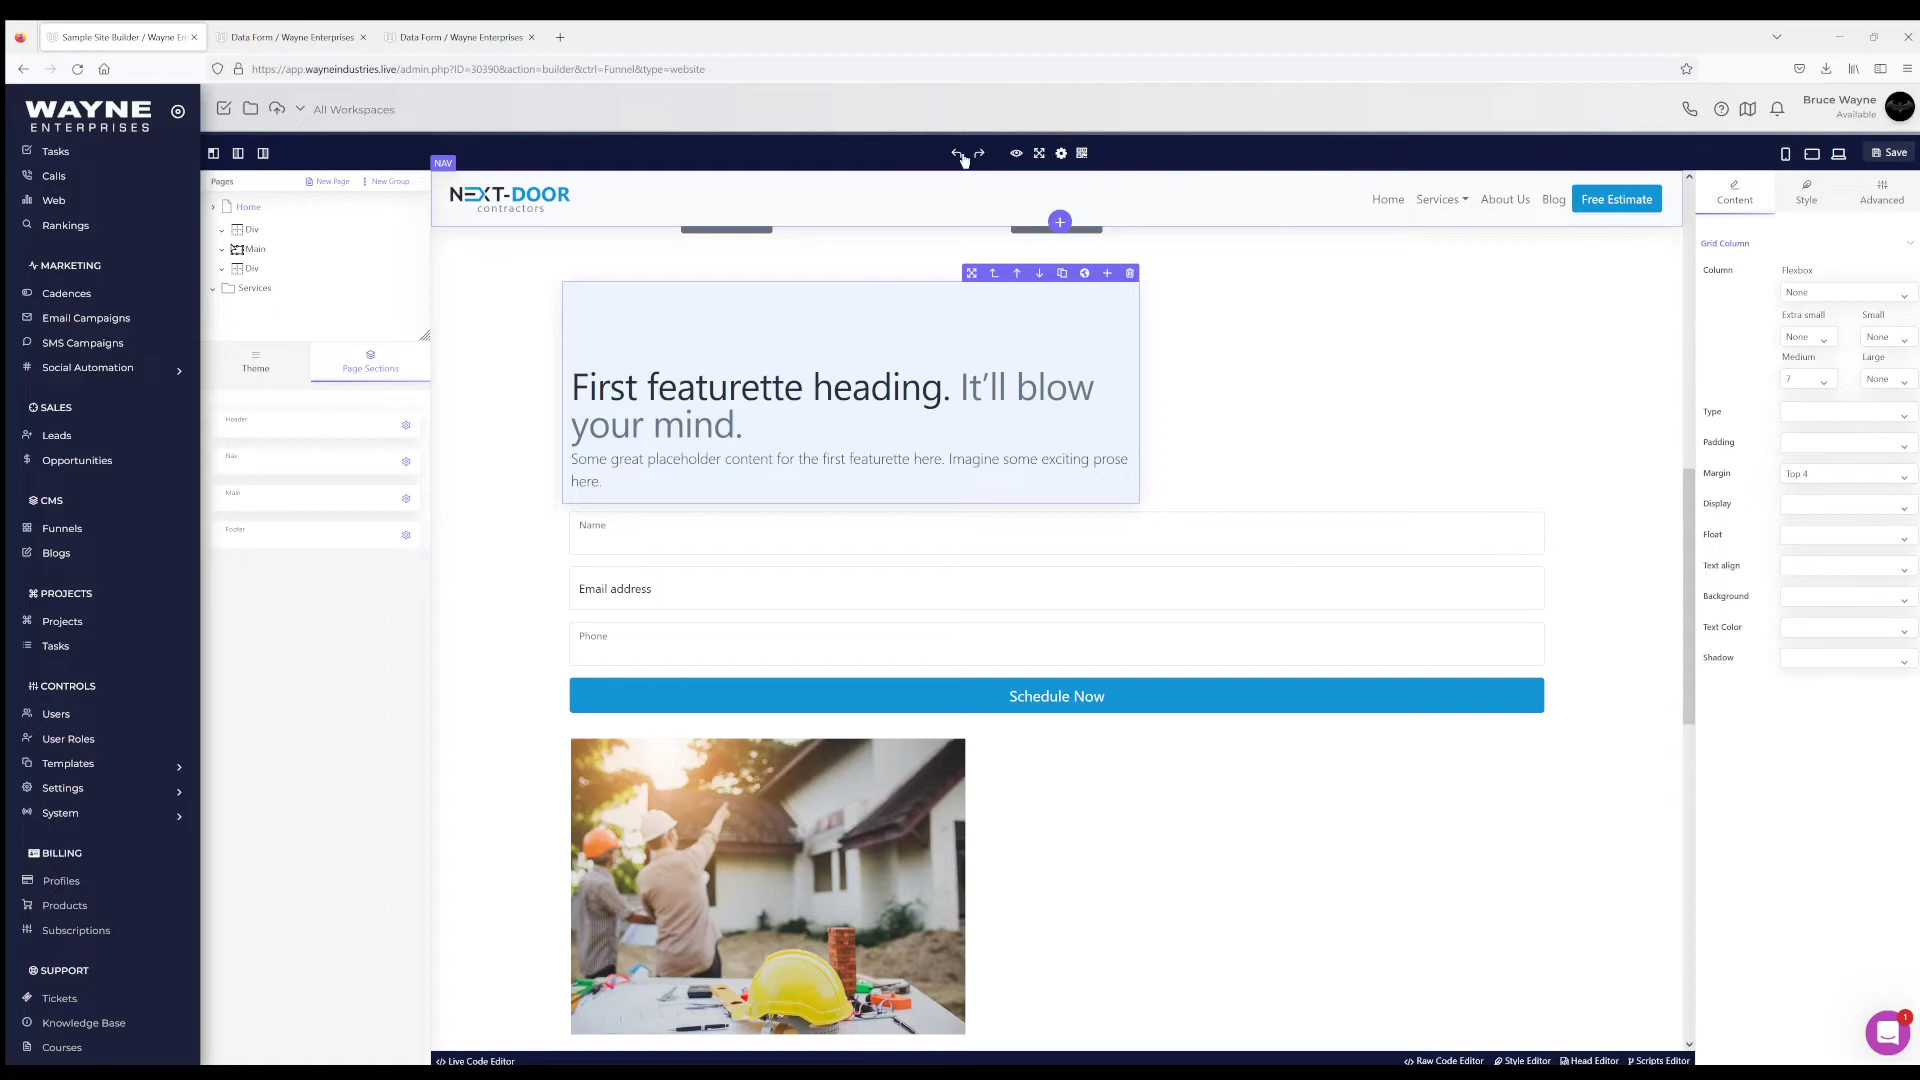 Sample Site Builder / Wayne En
Data Form / Wayne Enterprises
Data Form / Wayne Enterprises
https://app.wayneindustries.live/admin.php?ID=30390&action=builder&ctrl=Funnel&type=website
WAYNE
ENTERPRISES
All Workspaces
Bruce Wayne
Available
Tasks
Calls
Web
Rankings
MARKETING
Cadences
Email Campaigns
SMS Campaigns
Social Automation
SALES
Leads
Opportunities
CMS
Funnels
Blogs
PROJECTS
Projects
Tasks
CONTROLS
Users
User Roles
Templates
Settings
System
BILLING
Profiles
Products
Subscriptions
SUPPORT
Tickets
Knowledge Base
Courses
Save
Pages
New Page
New Group
Home
Div
Main
Div
Services
Theme
Page Sections
Header
Nav
Main
Footer
NAV
NEXT-DOOR
contractors
Home
Services
About Us
Blog
Free Estimate
First featurette heading. It'll blow
your mind.
Some great placeholder content for the first featurette here. Imagine some exciting prose
here.
Name
Email address
Phone
Schedule Now
Content
Style
Advanced
Grid Column
Column
Flexbox
None
Extra small
Small
None
None
Medium
Large
7
None
Type
Padding
Margin
Top 4
Display
Float
Text align
Background
Text Color
Shadow
1
Live Code Editor
Raw Code Editor
Style Editor
Head Editor
Scripts Editor